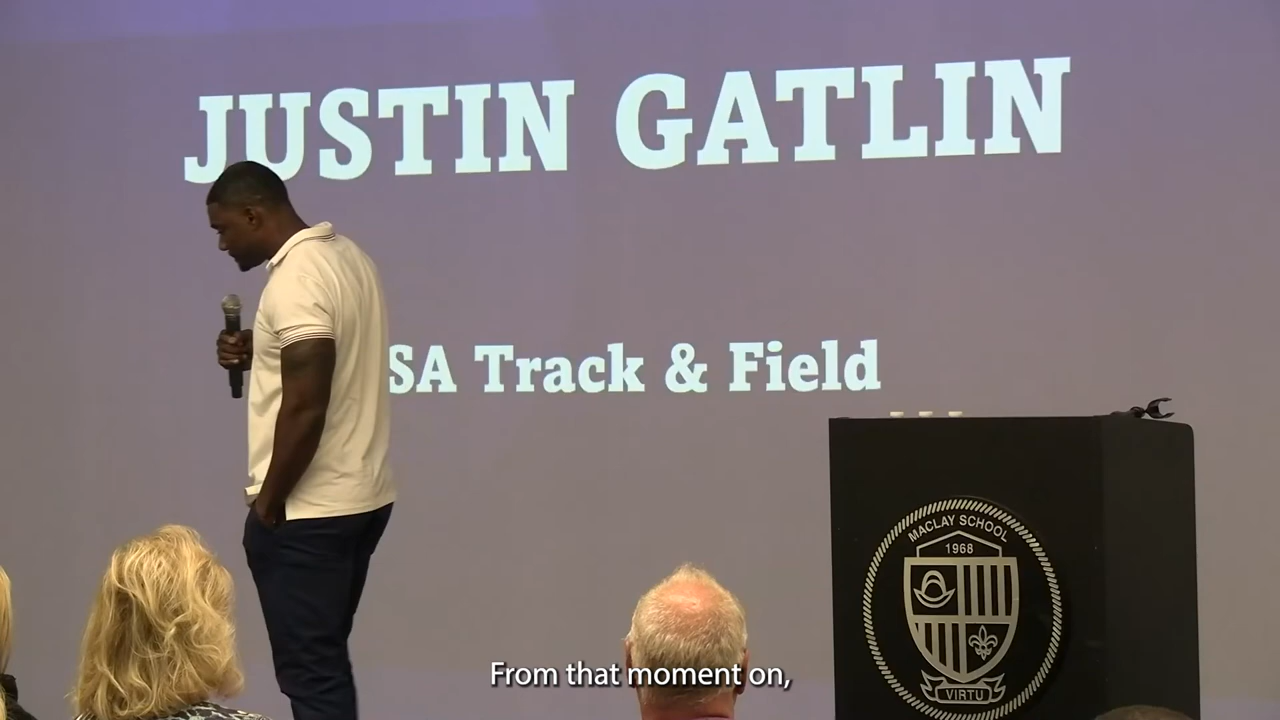 JUSTIN GATLIN
SA Track & Field
MACLAY SCHOOL
1968
VIRTU
From that moment on,